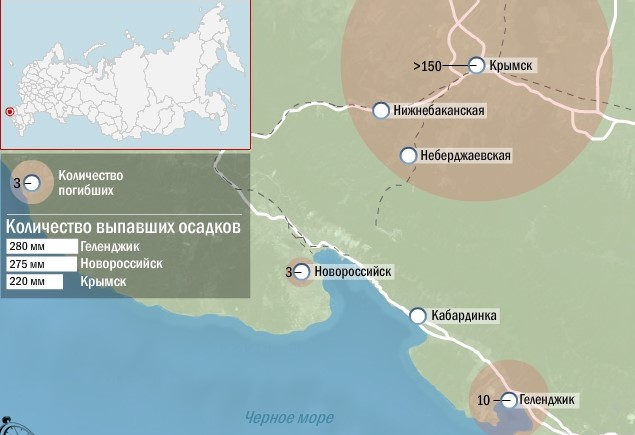 >150
Крымск
Нижнебаканская
Неберджаевская
3
Количество
погибших
Количество выпавших осадков
280 мм Геленджик
275 мм Новороссийск
220 мм Крымск
3
Новороссийск
Кабардинка
10
Геленджик
Черное море